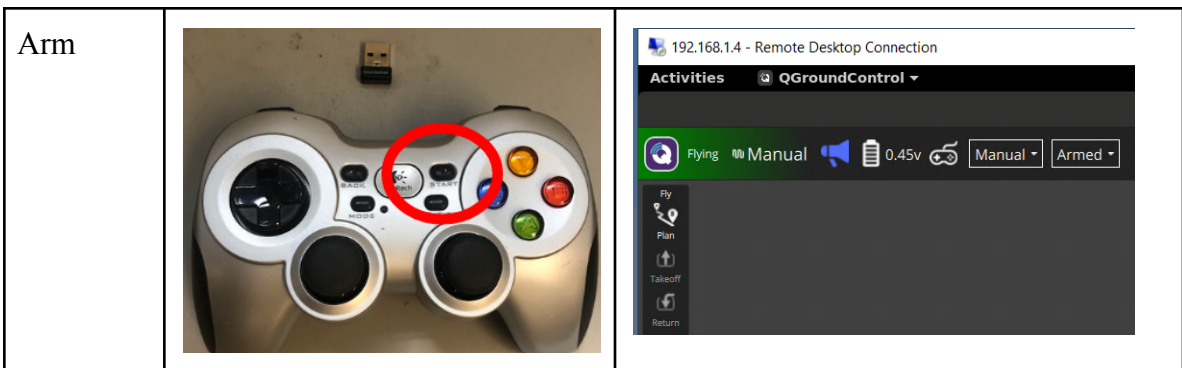 Arm
BACK
START
MODE
192.168.1.4 - Remote Desktop Connection
Activities QGroundControl
Flying Manual 0.45v Manual Armed
Fly
Plan
Takeoff
Return